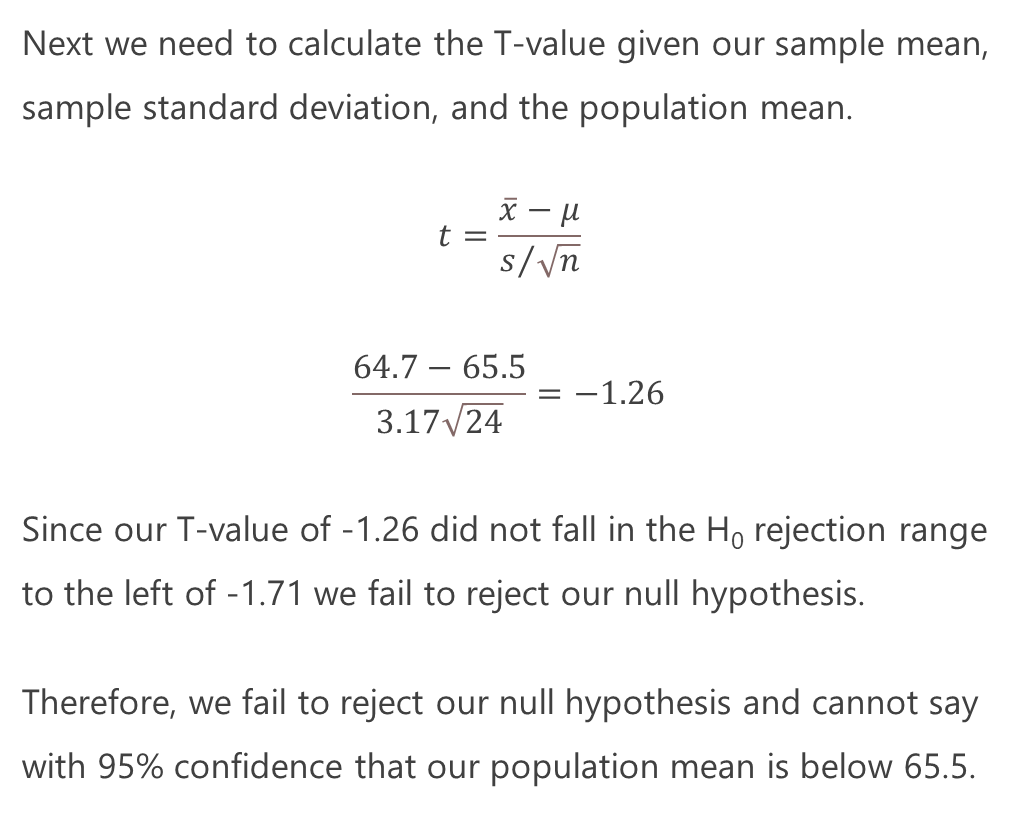 Next we need to calculate the T-value given our sample mean,
sample standard deviation, and the population mean.
t = x̄ − μ / s/√n
64.7 − 65.5 / 3.17√24 = −1.26
Since our T-value of -1.26 did not fall in the H₀ rejection range
to the left of -1.71 we fail to reject our null hypothesis.
Therefore, we fail to reject our null hypothesis and cannot say
with 95% confidence that our population mean is below 65.5.